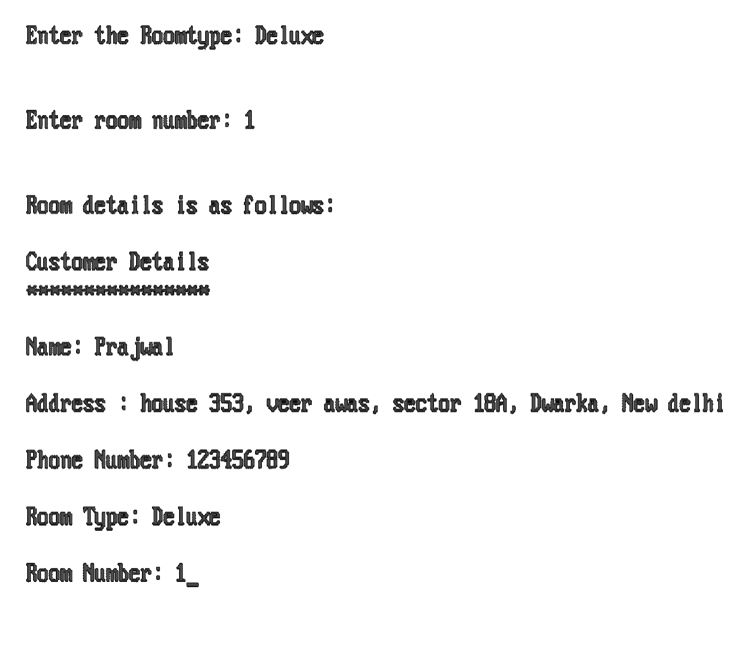 Enter the Roomtype: Deluxe
Enter room number: 1
Room details is as follows:
Customer Details
****************
Name: Prajwal
Address : house 353, veer awas, sector 18A, Dwarka, New delhi
Phone Number: 123456789
Room Type: Deluxe
Room Number: 1_